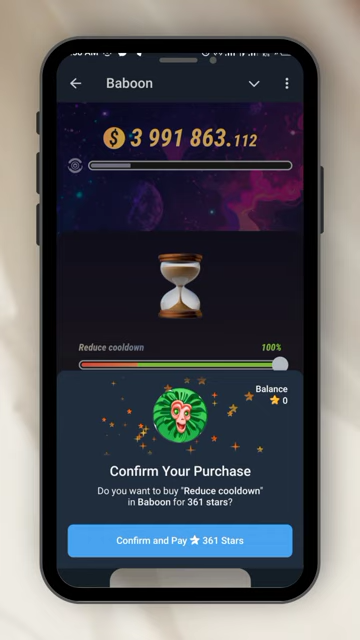 Baboon
$ 3 991 863.112
Reduce cooldown 100%
Balance
0
Confirm Your Purchase
Do you want to buy "Reduce cooldown"
in Baboon for 361 stars?
Confirm and Pay 361 Stars